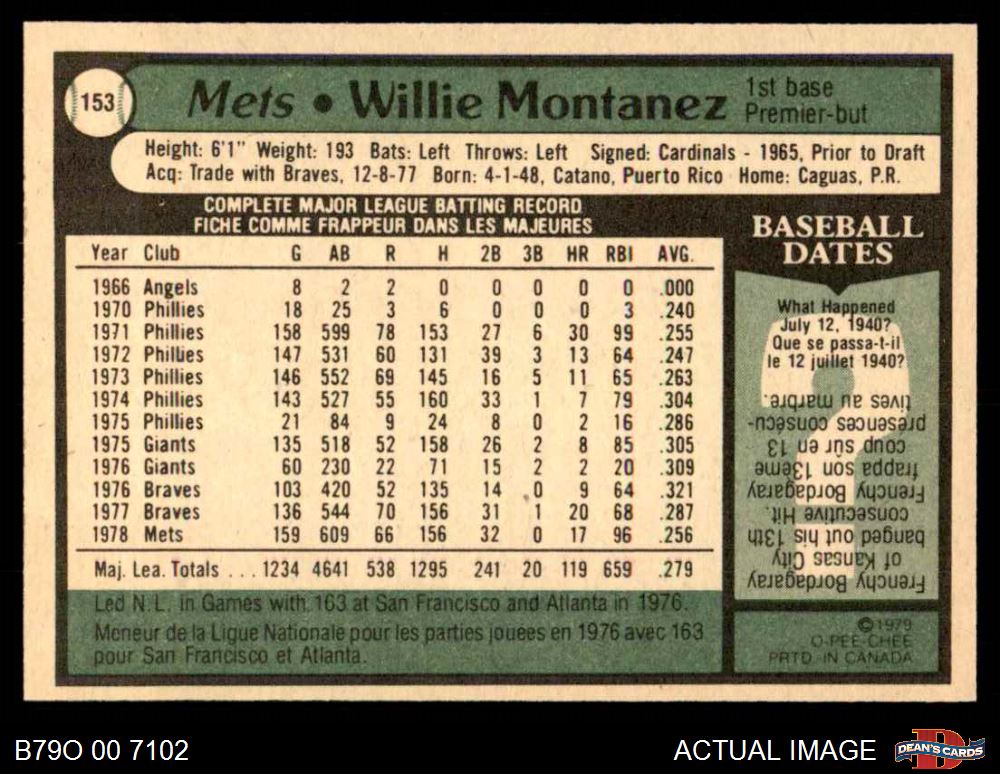 153
Mets • Willie Montanez
1st base
Premier-but
Height: 6'1" Weight: 193 Bats: Left Throws: Left Signed: Cardinals - 1965, Prior to Draft
Acq: Trade with Braves, 12-8-77 Born: 4-1-48, Catano, Puerto Rico Home: Caguas, P.R.
COMPLETE MAJOR LEAGUE BATTING RECORD
FICHE COMME FRAPPEUR DANS LES MAJEURES
Year Club G AB R H 2B 3B HR RBI AVG.
1966 Angels 8 2 2 0 0 0 0 0 .000
1970 Phillies 18 25 3 6 0 0 0 3 .240
1971 Phillies 158 599 78 153 27 6 30 99 .255
1972 Phillies 147 531 60 131 39 3 13 64 .247
1973 Phillies 146 552 69 145 16 5 11 65 .263
1974 Phillies 143 527 55 160 33 1 7 79 .304
1975 Phillies 21 84 9 24 8 0 2 16 .286
1975 Giants 135 518 52 158 26 2 8 85 .305
1976 Giants 60 230 22 71 15 2 2 20 .309
1976 Braves 103 420 52 135 14 0 9 64 .321
1977 Braves 136 544 70 156 31 1 20 68 .287
1978 Mets 159 609 66 156 32 0 17 96 .256
Maj. Lea. Totals ... 1234 4641 538 1295 241 20 119 659 .279
Led N.L. in Games with 163 at San Francisco and Atlanta in 1976.
Meneur de la Ligue Nationale pour les parties jouées en 1976 avec 163
pour San Francisco et Atlanta.
BASEBALL
DATES
What Happened
July 12, 1940?
Que se passa-t-il
le 12 juillet 1940?
Frenchy Bordagaray
of Kansas City
banged out his 13th
consecutive Hit.
Frenchy Bordagaray
frappa son 13ème
coup sûr en 13
présences consécu-
tives au marbre.
©1979
O-PEE-CHEE
PRTD IN CANADA
B79O 00 7102
ACTUAL IMAGE
DEAN'S CARDS